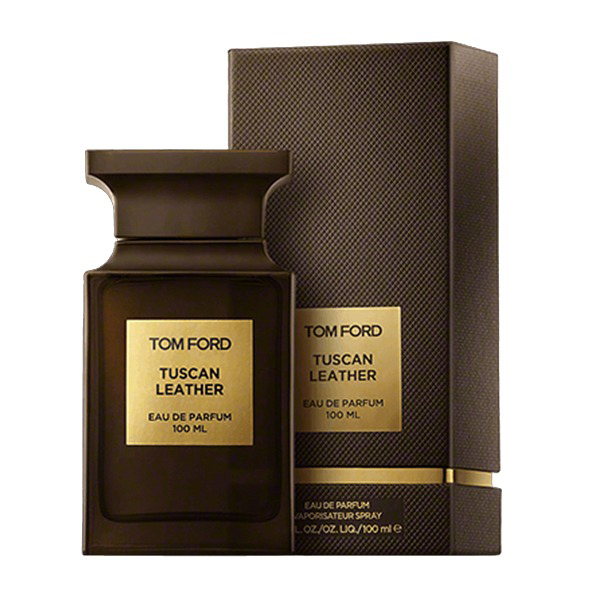 TOM FORD
TUSCAN
LEATHER
EAU DE PARFUM
100 ML
TOM FORD
TUSCAN
LEATHER
EAU DE PARFUM
100 ML
EAU DE PARFUM
VAPORISATEUR SPRAY
L OZ./OZ. LIQ./100 ml ℮